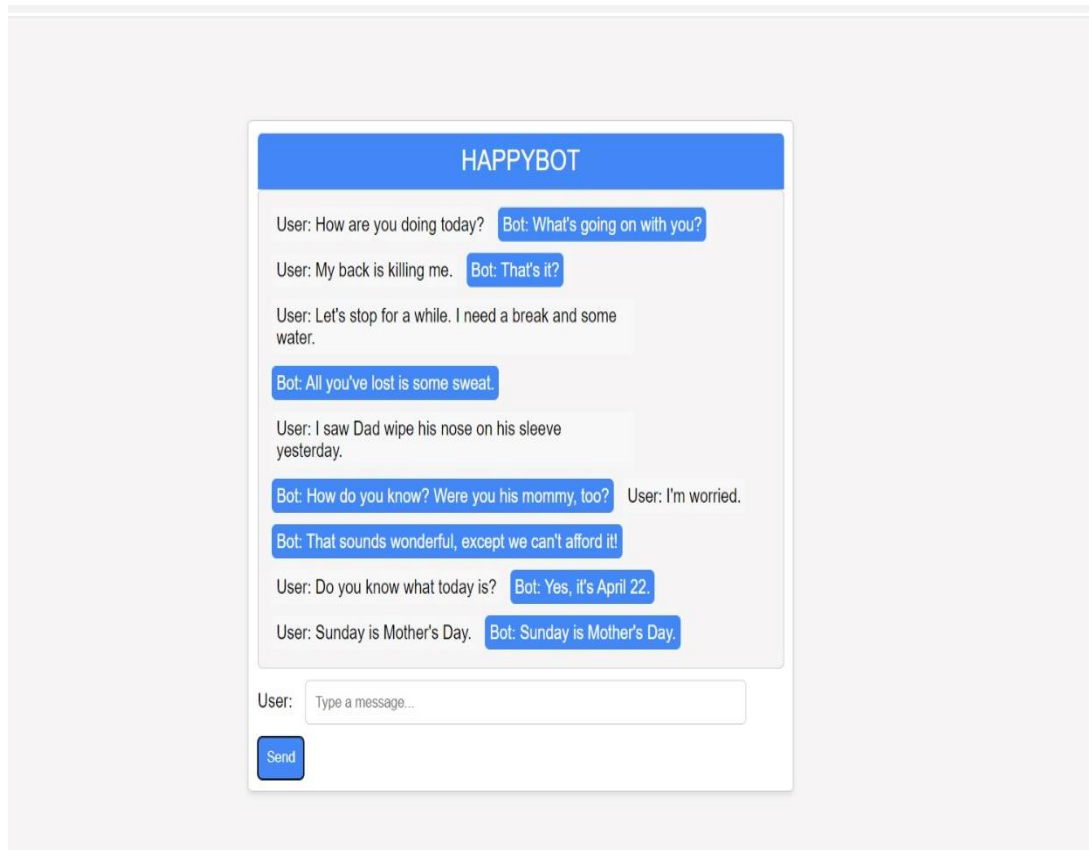 HAPPYBOT
User: How are you doing today? Bot: What's going on with you?
User: My back is killing me. Bot: That's it?
User: Let's stop for a while. I need a break and some
water.
Bot: All you've lost is some sweat.
User: I saw Dad wipe his nose on his sleeve
yesterday.
Bot: How do you know? Were you his mommy, too? User: I'm worried.
Bot: That sounds wonderful, except we can't afford it!
User: Do you know what today is? Bot: Yes, it's April 22.
User: Sunday is Mother's Day. Bot: Sunday is Mother's Day.
User: Type a message...
Send